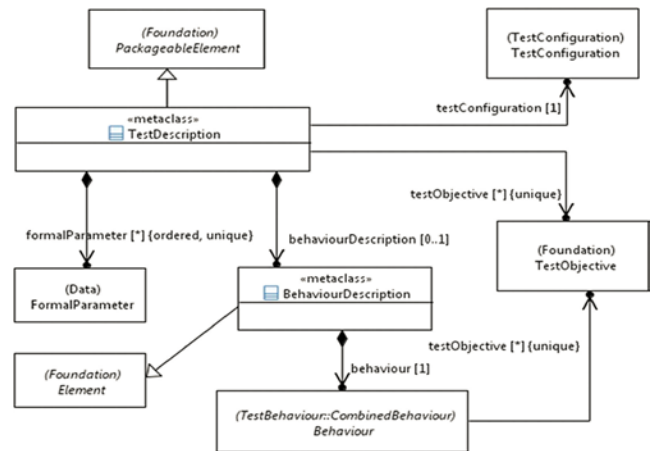 (Foundation)
PackageableElement
(TestConfiguration)
TestConfiguration
«metaclass»
TestDescription
testConfiguration [1]
testObjective [*] {unique}
formalParameter [*] {ordered, unique}
behaviourDescription [0..1]
(Foundation)
TestObjective
(Data)
FormalParameter
«metaclass»
BehaviourDescription
testObjective [*] {unique}
(Foundation)
Element
behaviour [1]
(TestBehaviour::CombinedBehaviour)
Behaviour